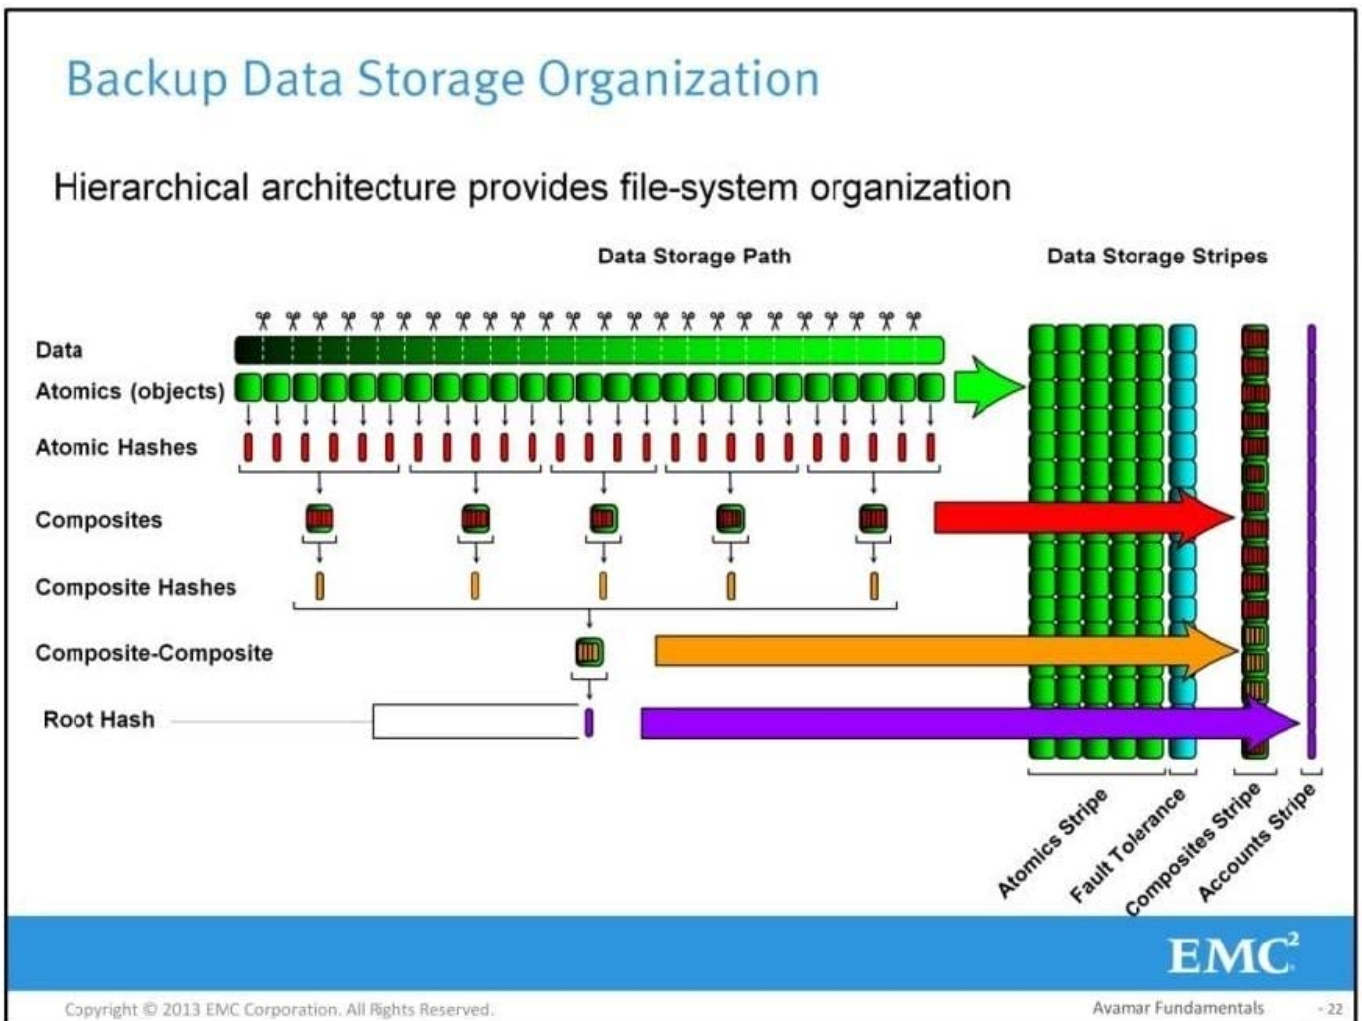 Backup Data Storage Organization
Hierarchical architecture provides file-system organization
Data Storage Path
Data Storage Stripes
Data
Atomics (objects)
Atomic Hashes
Composites
Composite Hashes
Composite-Composite
Root Hash
Atomics Stripe
Fault Tolerance
Composites Stripe
Accounts Stripe
EMC²
Copyright © 2013 EMC Corporation. All Rights Reserved.
Avamar Fundamentals
- 22